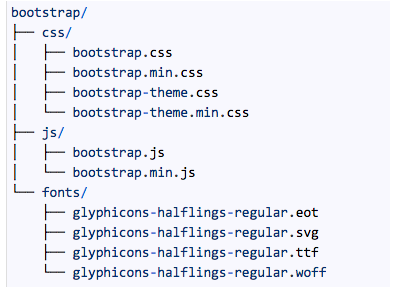 bootstrap/
├── css/
│   ├── bootstrap.css
│   ├── bootstrap.min.css
│   ├── bootstrap-theme.css
│   └── bootstrap-theme.min.css
├── js/
│   ├── bootstrap.js
│   └── bootstrap.min.js
└── fonts/
    ├── glyphicons-halflings-regular.eot
    ├── glyphicons-halflings-regular.svg
    ├── glyphicons-halflings-regular.ttf
    └── glyphicons-halflings-regular.woff